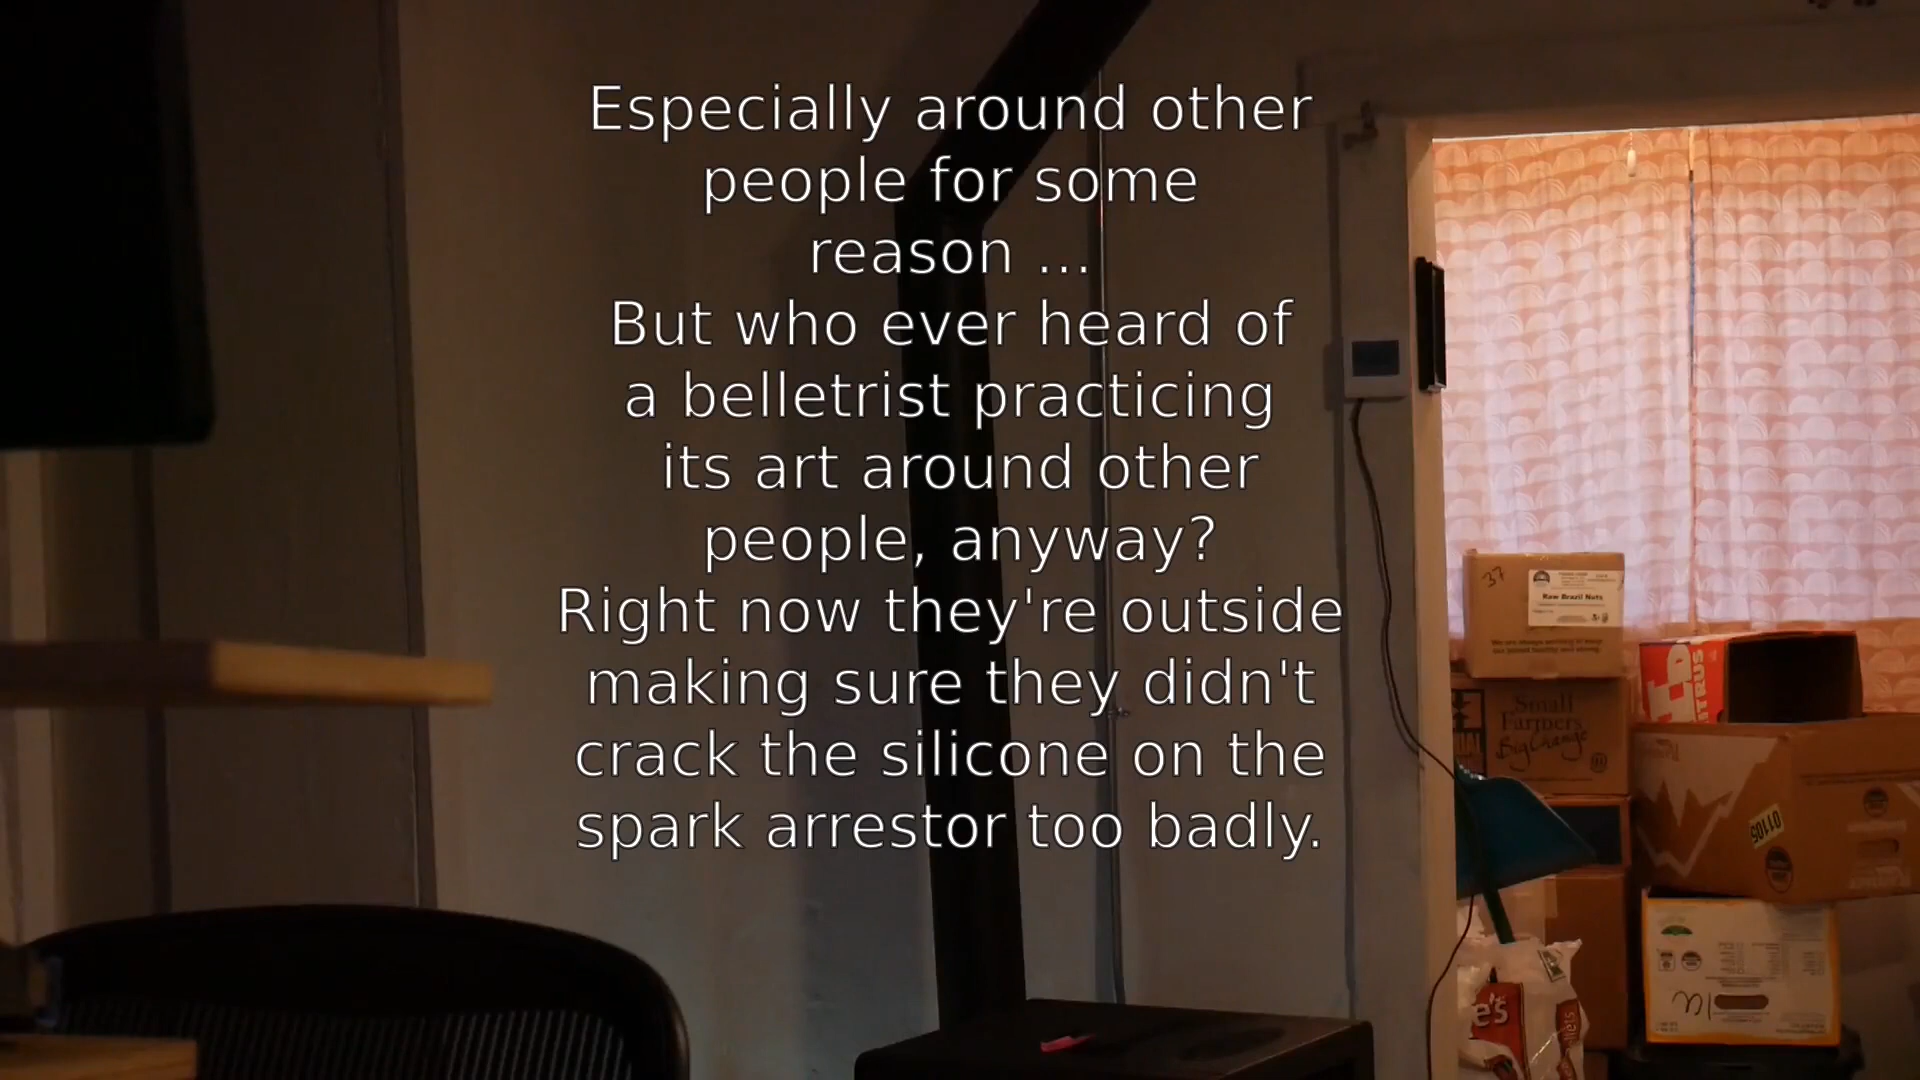 Especially around other
people for some
reason ...
But who ever heard of
a belletrist practicing
its art around other
people, anyway?
Right now they're outside
making sure they didn't
crack the silicone on the
spark arrestor too badly.
37
Raw Brazil Nuts
Small
Farmers
Big Change
01105